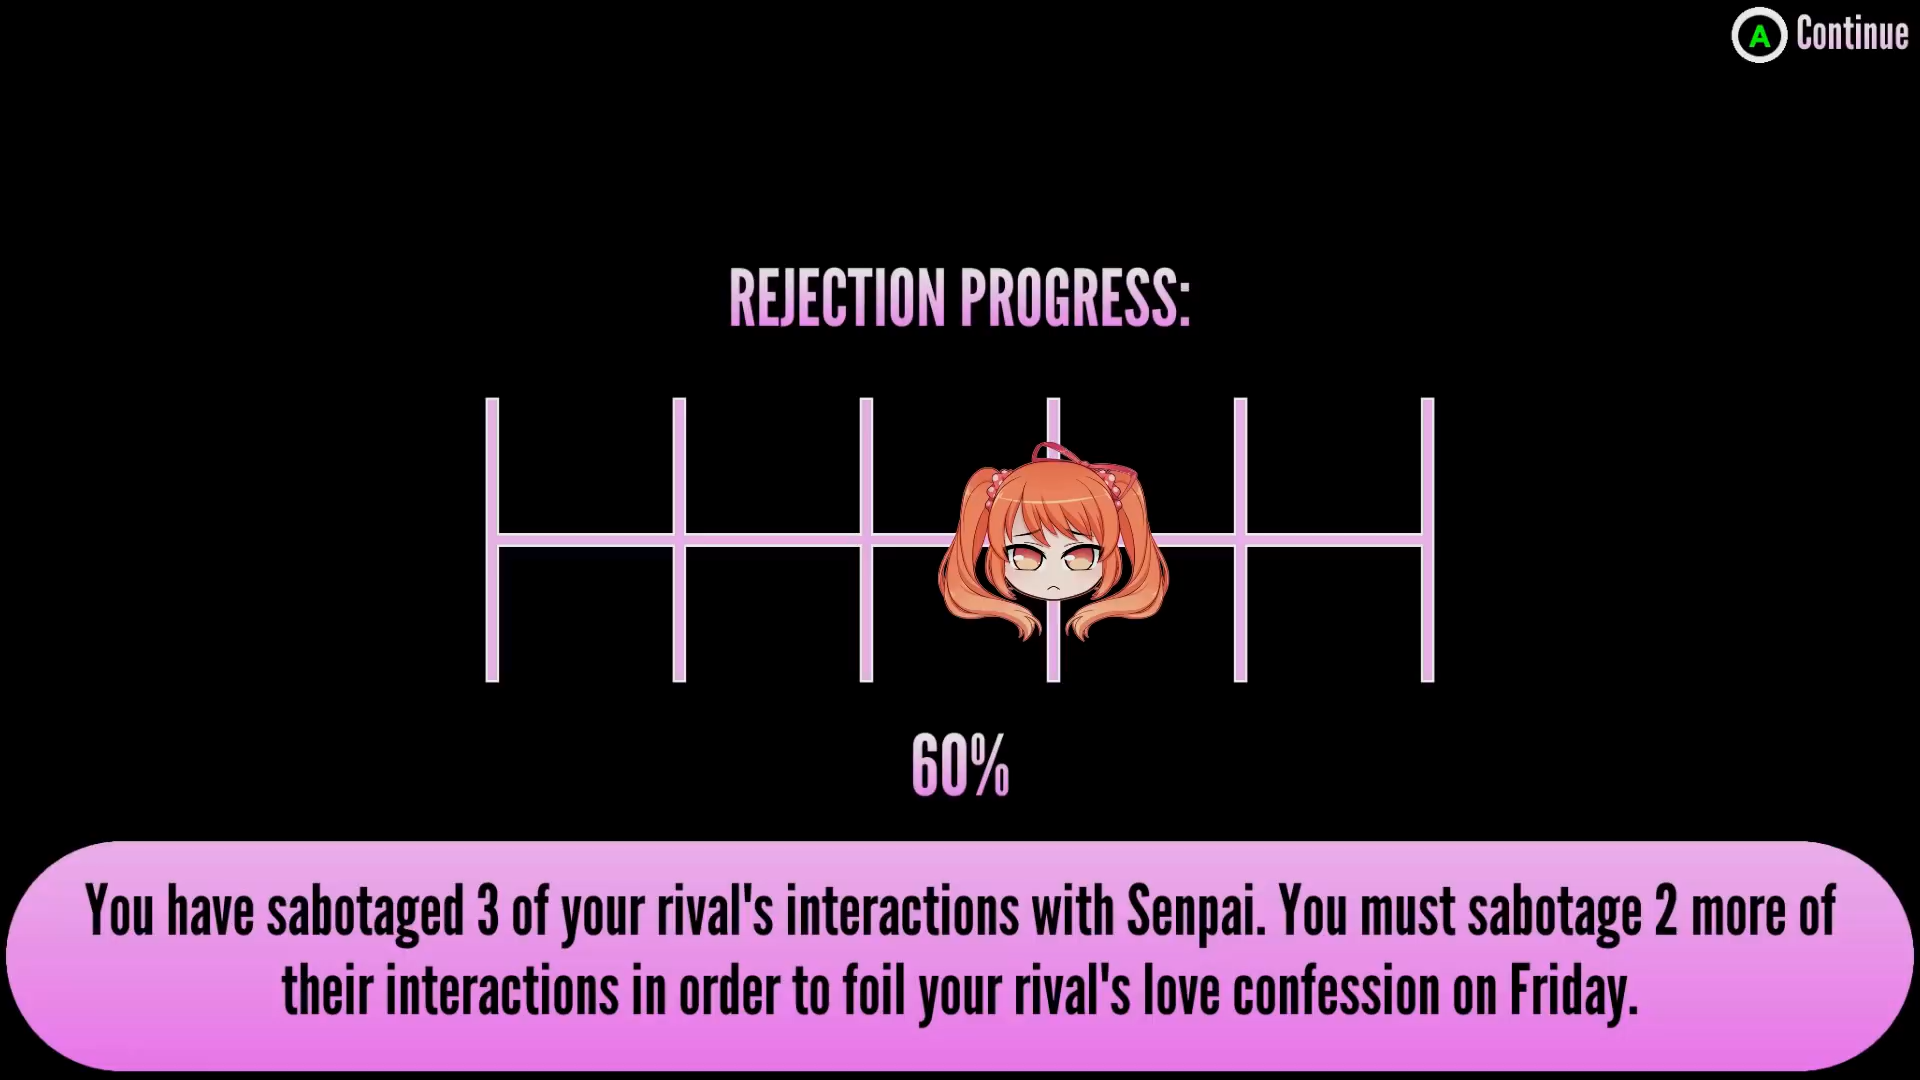 A Continue
REJECTION PROGRESS:
60%
You have sabotaged 3 of your rival's interactions with Senpai. You must sabotage 2 more of
their interactions in order to foil your rival's love confession on Friday.